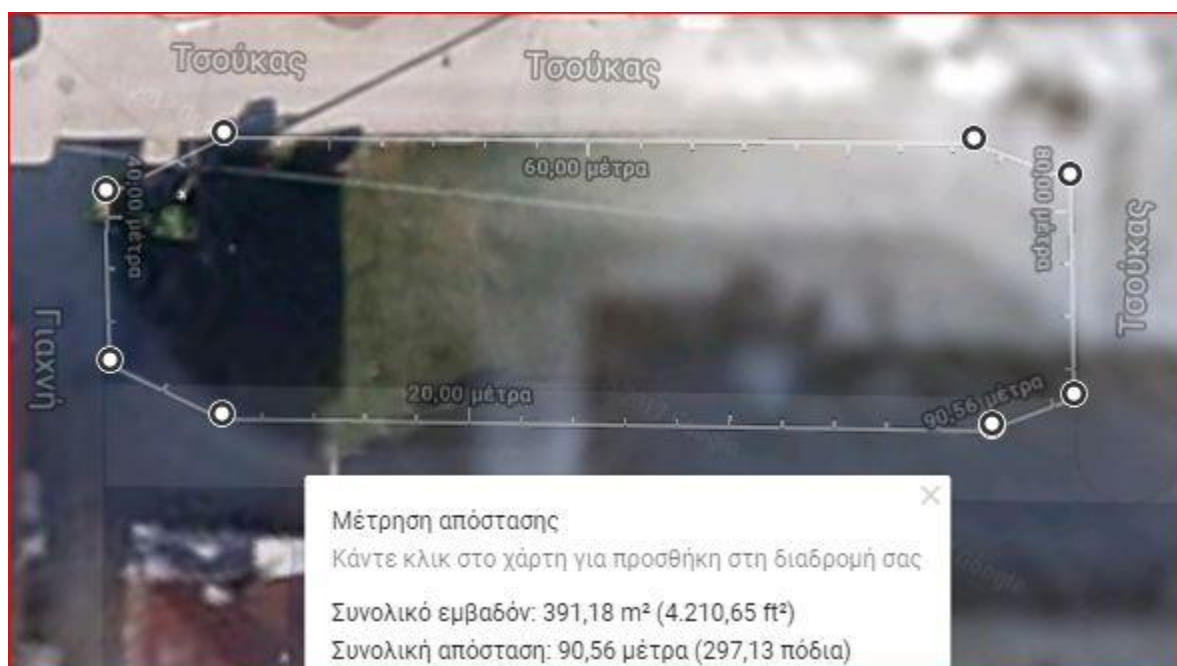 Τσούκας
Τσούκας
60,00 μέτρα
80,00 μέτρα
40,00 μέτρα
Τσούκας
Γιαχνή
20,00 μέτρα
90,56 μέτρα
Μέτρηση απόστασης
Κάντε κλικ στο χάρτη για προσθήκη στη διαδρομή σας
Συνολικό εμβαδόν: 391,18 m² (4.210,65 ft²)
Συνολική απόσταση: 90,56 μέτρα (297,13 πόδια)